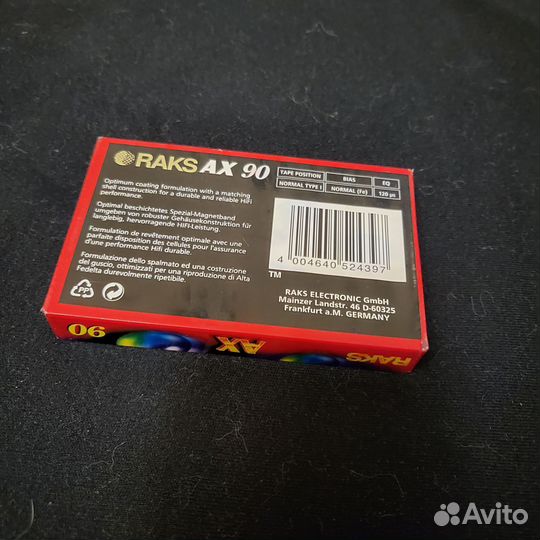 RAKS AX 90
TAPE POSITION BIAS EQ
NORMAL TYPE I NORMAL (Fe) 120 µs
Optimum coating formulation with a matching
shell construction for a durable and reliable HiFi
performance.
Optimal beschichtetes Spezial-Magnetband
umgeben von robuster Gehäusekonstruktion für
langlebig, hervorragende HIFI-Leistung.
Formulation de revêtement optimale avec une
parfaite disposition des cellules pour l'assurance
d'une performance Hifi durable.
Formulazione dello spalmato ed una costruzione
del guscio, ottimizzati per una riproduzione di Alta
Fedelta durevolmente ripetibile.
4 004640 524397
TM
RAKS ELECTRONIC GmbH
Mainzer Landstr. 46 D-60325
Frankfurt a.M. GERMANY
PP
90
AX
RAKS
Avito